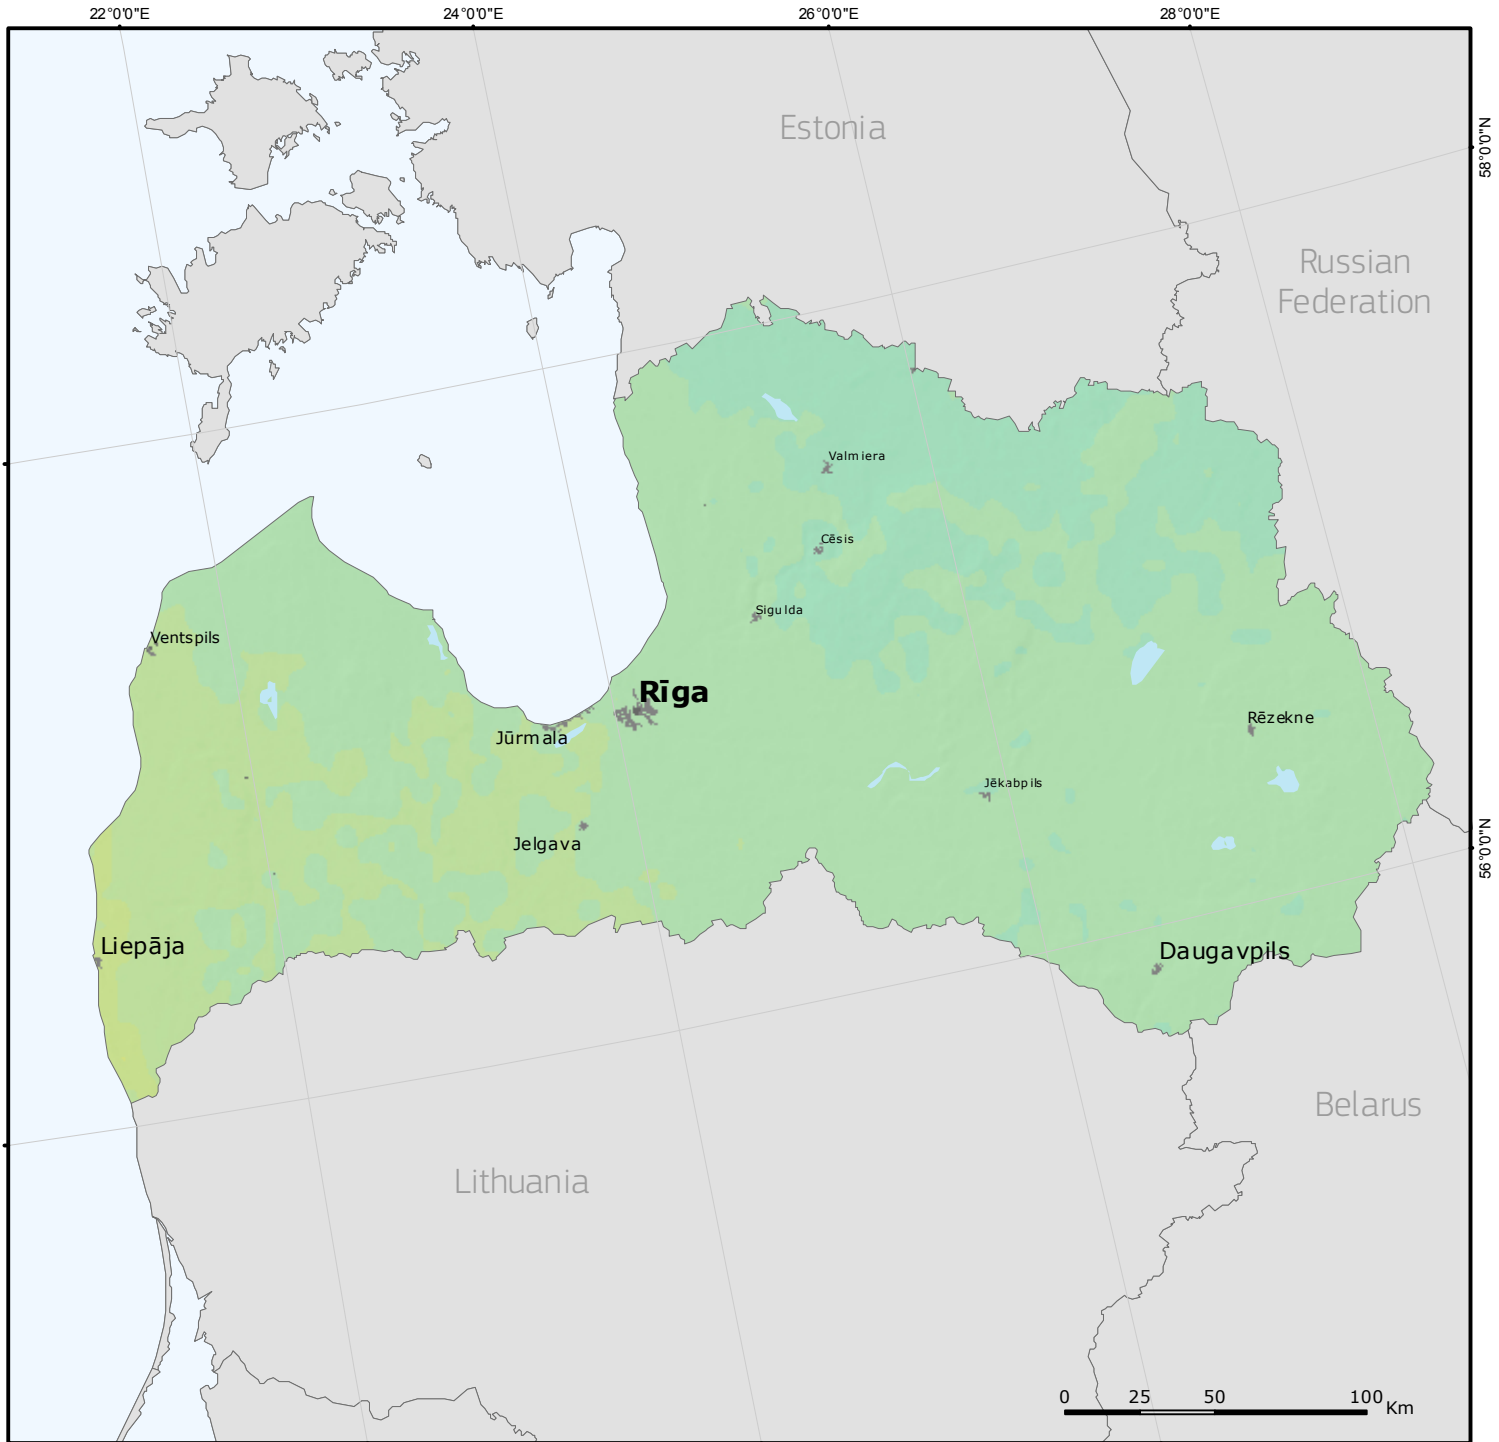 22°0'0"E 24°0'0"E 26°0'0"E 28°0'0"E
Estonia
58°0'0"N
Russian
Federation
Valmiera
Cēsis
Sigulda
Ventspils
Rīga
Rēzekne
Jūrmala
Jēkabpils
Jelgava
56°0'0"N
Liepāja
Daugavpils
Belarus
Lithuania
0 25 50 100 Km